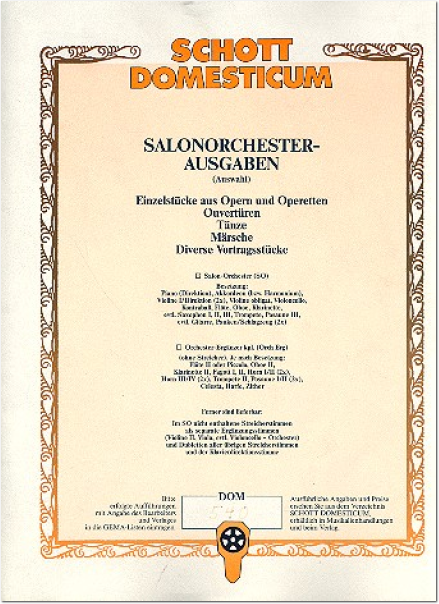 SCHOTT
DOMESTICUM
SALONORCHESTER-
AUSGABEN
(Auswahl)
Einzelstücke aus Opern und Operetten
Ouvertüren
Tänze
Märsche
Diverse Vortragsstücke
Salon-Orchester (SO)
Besetzung:
Piano (Direktion), Akkordeon (bzw. Harmonium),
Violine I/Direktion (2x), Violine obligat, Violoncello,
Kontrabaß, Flöte, Oboe, Klarinette,
evtl. Saxophon I, II, III, Trompete, Posaune III,
evtl. Gitarre, Pauken/Schlagzeug (2x)
Orchester-Ergänzer kpl. (Orch.Erg)
(ohne Streicher). Je nach Besetzung:
Flöte II oder Piccolo, Oboe II,
Klarinette II, Fagott I, II, Horn I/II (2x),
Horn III/IV (2x), Trompete II, Posaune I/II (2x),
Celesta, Harfe, Zither
Ferner sind lieferbar:
Im SO nicht enthaltene Streicherstimmen
als separate Ergänzungsstimmen
(Violine II, Viola, evtl. Violoncello - Orchester)
und Dubletten aller übrigen Streicherstimmen
und der Klavierdirektionsstimme
Bitte
erfolgte Aufführungen
mit Angabe des Bearbeiters
und Verlages
in die GEMA-Listen eintragen.
DOM
Ausführliche Angaben und Preise
ersehen Sie aus dem Verzeichnis
SCHOTT DOMESTICUM,
erhältlich in Musikalienhandlungen
und beim Verlag.